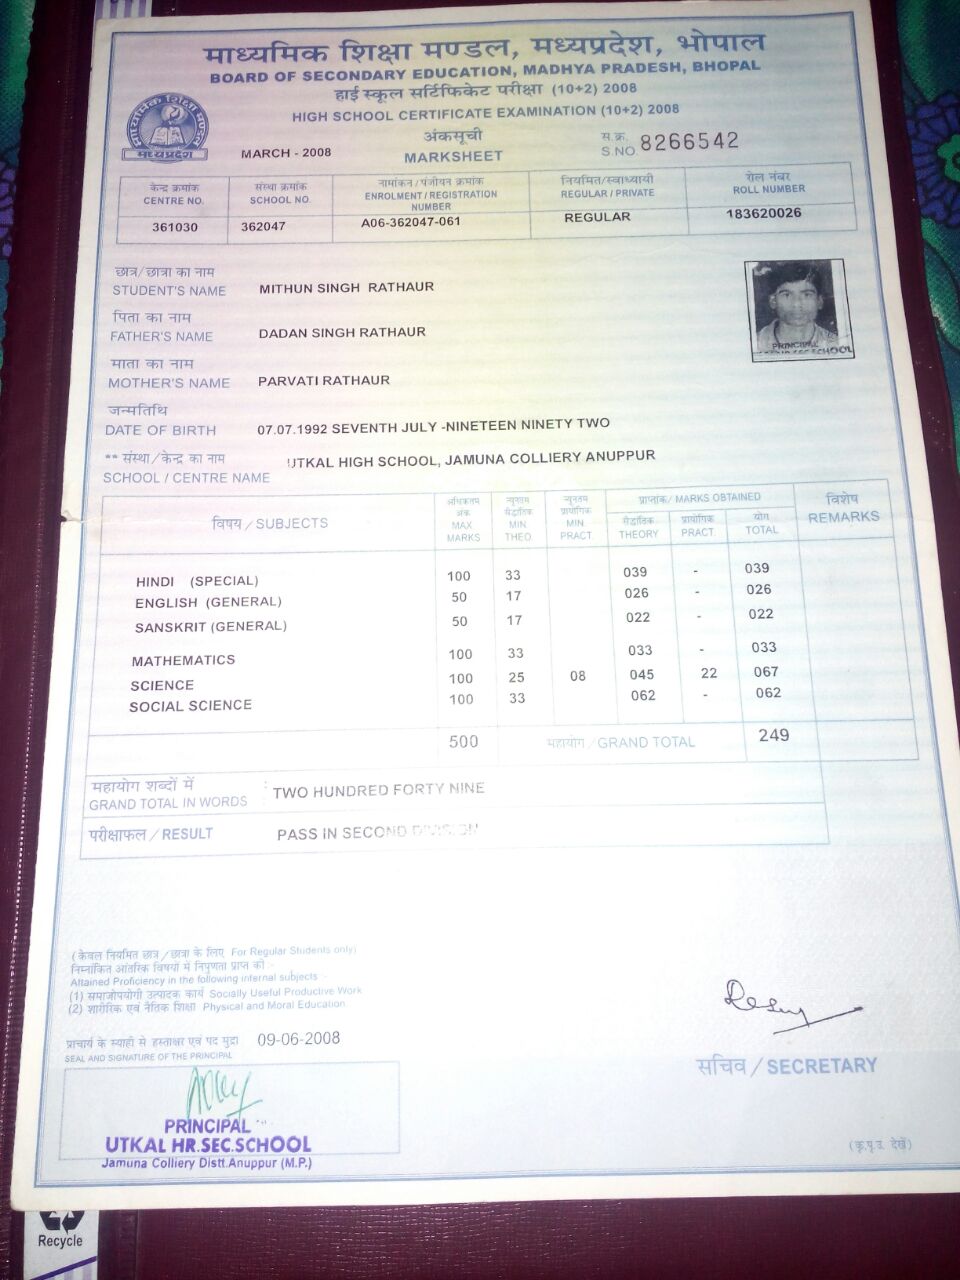 माध्यमिक शिक्षा मण्डल, मध्यप्रदेश, भोपाल
BOARD OF SECONDARY EDUCATION, MADHYA PRADESH, BHOPAL
हाई स्कूल सर्टिफिकेट परीक्षा (10+2) 2008
HIGH SCHOOL CERTIFICATE EXAMINATION (10+2) 2008
माध्यमिक शिक्षा मण्डल
मध्यप्रदेश
अंकसूची
MARCH - 2008 MARKSHEET
स.क्र.
S.NO. 8266542
केन्द्र क्रमांक संस्था क्रमांक नामांकन / पंजीयन क्रमांक नियमित/स्वाध्यायी रोल नंबर
CENTRE NO. SCHOOL NO. ENROLMENT / REGISTRATION NUMBER REGULAR / PRIVATE ROLL NUMBER
361030 362047 A06-362047-061 REGULAR 183620026
छात्र/छात्रा का नाम
STUDENT'S NAME MITHUN SINGH RATHAUR
पिता का नाम
FATHER'S NAME DADAN SINGH RATHAUR
माता का नाम
MOTHER'S NAME PARVATI RATHAUR
PRINCIPAL
जन्मतिथि
DATE OF BIRTH 07.07.1992 SEVENTH JULY -NINETEEN NINETY TWO
** संस्था/केन्द्र का नाम
SCHOOL / CENTRE NAME UTKAL HIGH SCHOOL, JAMUNA COLLIERY ANUPPUR
विषय / SUBJECTS अधिकतम अंक MAX MARKS न्यूनतम सैद्धांतिक MIN THEO. न्यूनतम प्रायोगिक MIN. PRACT. प्राप्तांक/ MARKS OBTAINED विशेष REMARKS
सैद्धांतिक THEORY प्रायोगिक PRACT. योग TOTAL
HINDI (SPECIAL) 100 33 039 - 039
ENGLISH (GENERAL) 50 17 026 - 026
SANSKRIT (GENERAL) 50 17 022 - 022
MATHEMATICS 100 33 033 - 033
SCIENCE 100 25 08 045 22 067
SOCIAL SCIENCE 100 33 062 - 062
500 महायोग / GRAND TOTAL 249
महायोग शब्दों में
GRAND TOTAL IN WORDS : TWO HUNDRED FORTY NINE
परीक्षाफल / RESULT PASS IN SECOND DIVISION
(केवल नियमित छात्र / छात्रा के लिए For Regular Students only)
निम्नांकित आंतरिक विषयों में निपुणता प्राप्त की :-
Attained Proficiency in the following internal subjects :-
(1) समाजोपयोगी उत्पादक कार्य Socially Useful Productive Work
(2) शारीरिक एवं नैतिक शिक्षा Physical and Moral Education
प्राचार्य के स्याही से हस्ताक्षर एवं पद मुद्रा 09-06-2008
SEAL AND SIGNATURE OF THE PRINCIPAL
सचिव / SECRETARY
PRINCIPAL
UTKAL HR.SEC.SCHOOL
Jamuna Colliery Distt.Anuppur (M.P.)
(कृ.पृ.उ. देखें)
Recycle